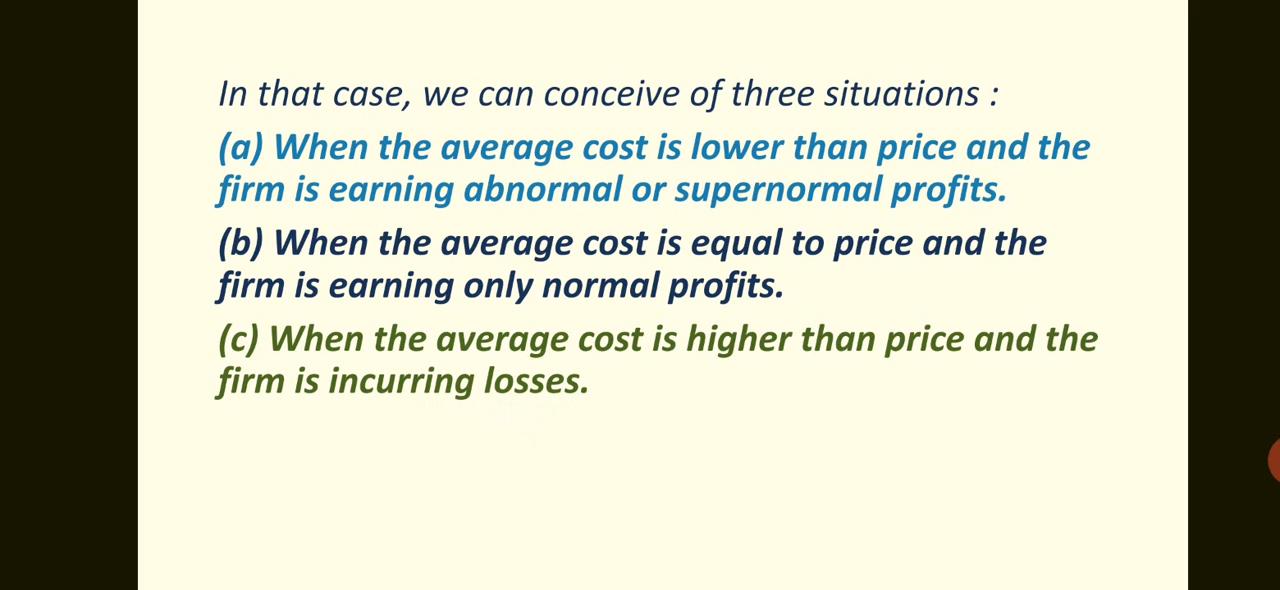 In that case, we can conceive of three situations :
(a) When the average cost is lower than price and the
firm is earning abnormal or supernormal profits.
(b) When the average cost is equal to price and the
firm is earning only normal profits.
(c) When the average cost is higher than price and the
firm is incurring losses.